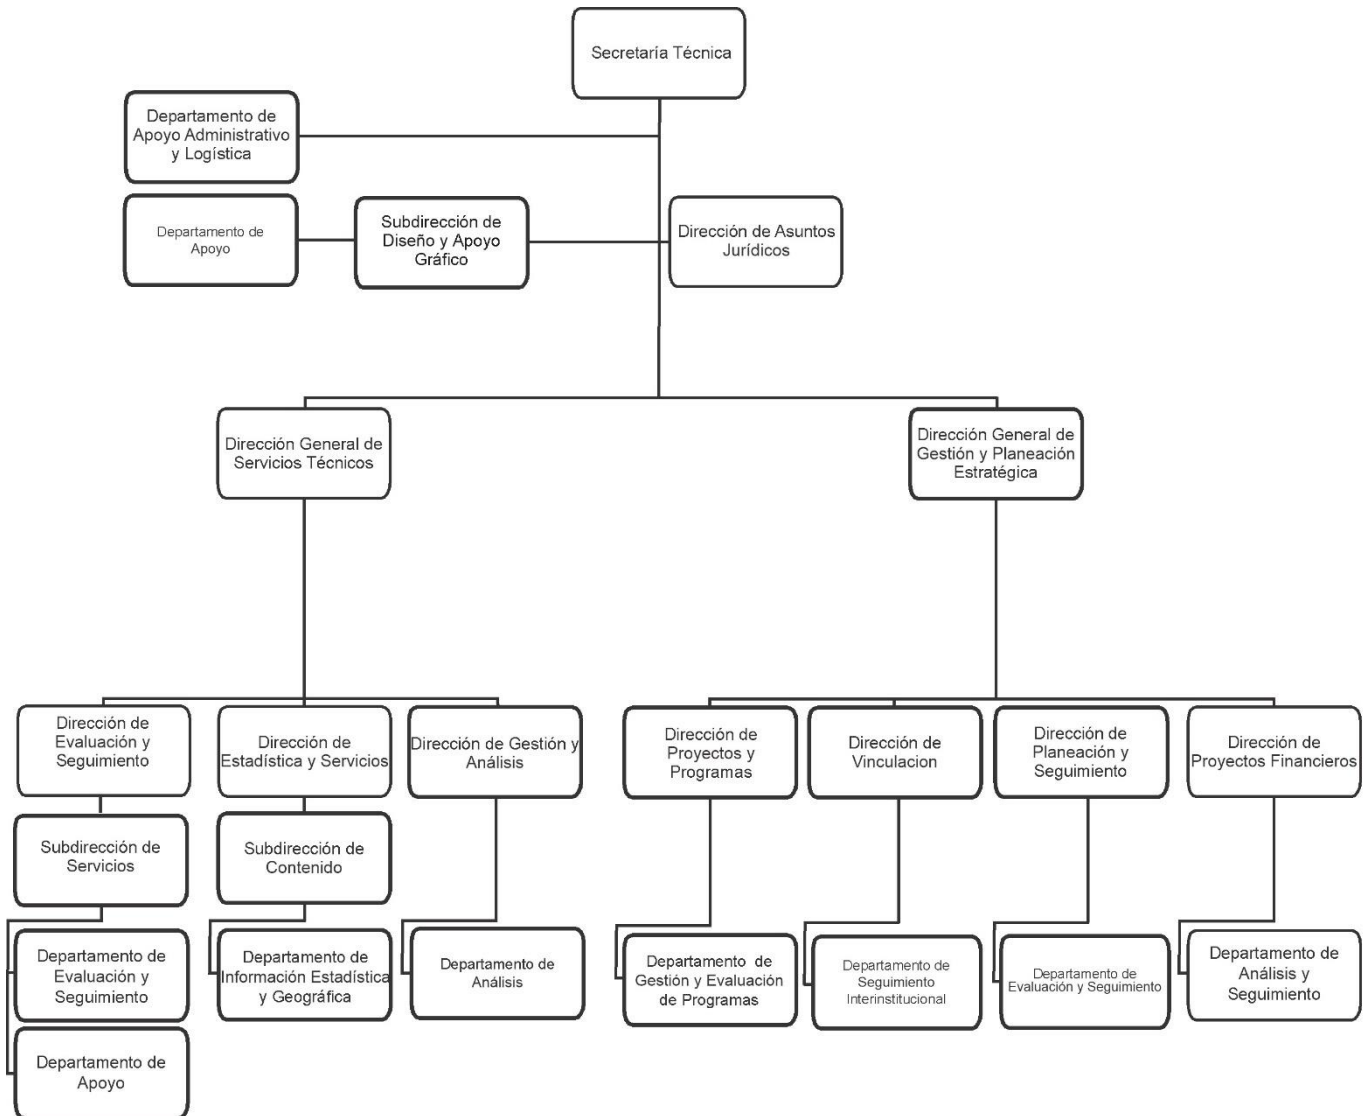 Secretaría Técnica
Departamento de
Apoyo Administrativo
y Logística
Departamento de
Apoyo
Subdirección de
Diseño y Apoyo
Gráfico
Dirección de Asuntos
Jurídicos
Dirección General de
Servicios Técnicos
Dirección General de
Gestión y Planeación
Estratégica
Dirección de
Evaluación y
Seguimiento
Dirección de
Estadística y Servicios
Dirección de Gestión y
Análisis
Dirección de
Proyectos y
Programas
Dirección de
Vinculacion
Dirección de
Planeación y
Seguimiento
Dirección de
Proyectos Financieros
Subdirección de
Servicios
Subdirección de
Contenido
Departamento de
Evaluación y
Seguimiento
Departamento de
Información Estadística
y Geográfica
Departamento de
Análisis
Departamento de
Gestión y Evaluación
de Programas
Departamento de
Seguimiento
Interinstitucional
Departamento de
Evaluación y Seguimiento
Departamento de
Análisis y
Seguimiento
Departamento de
Apoyo